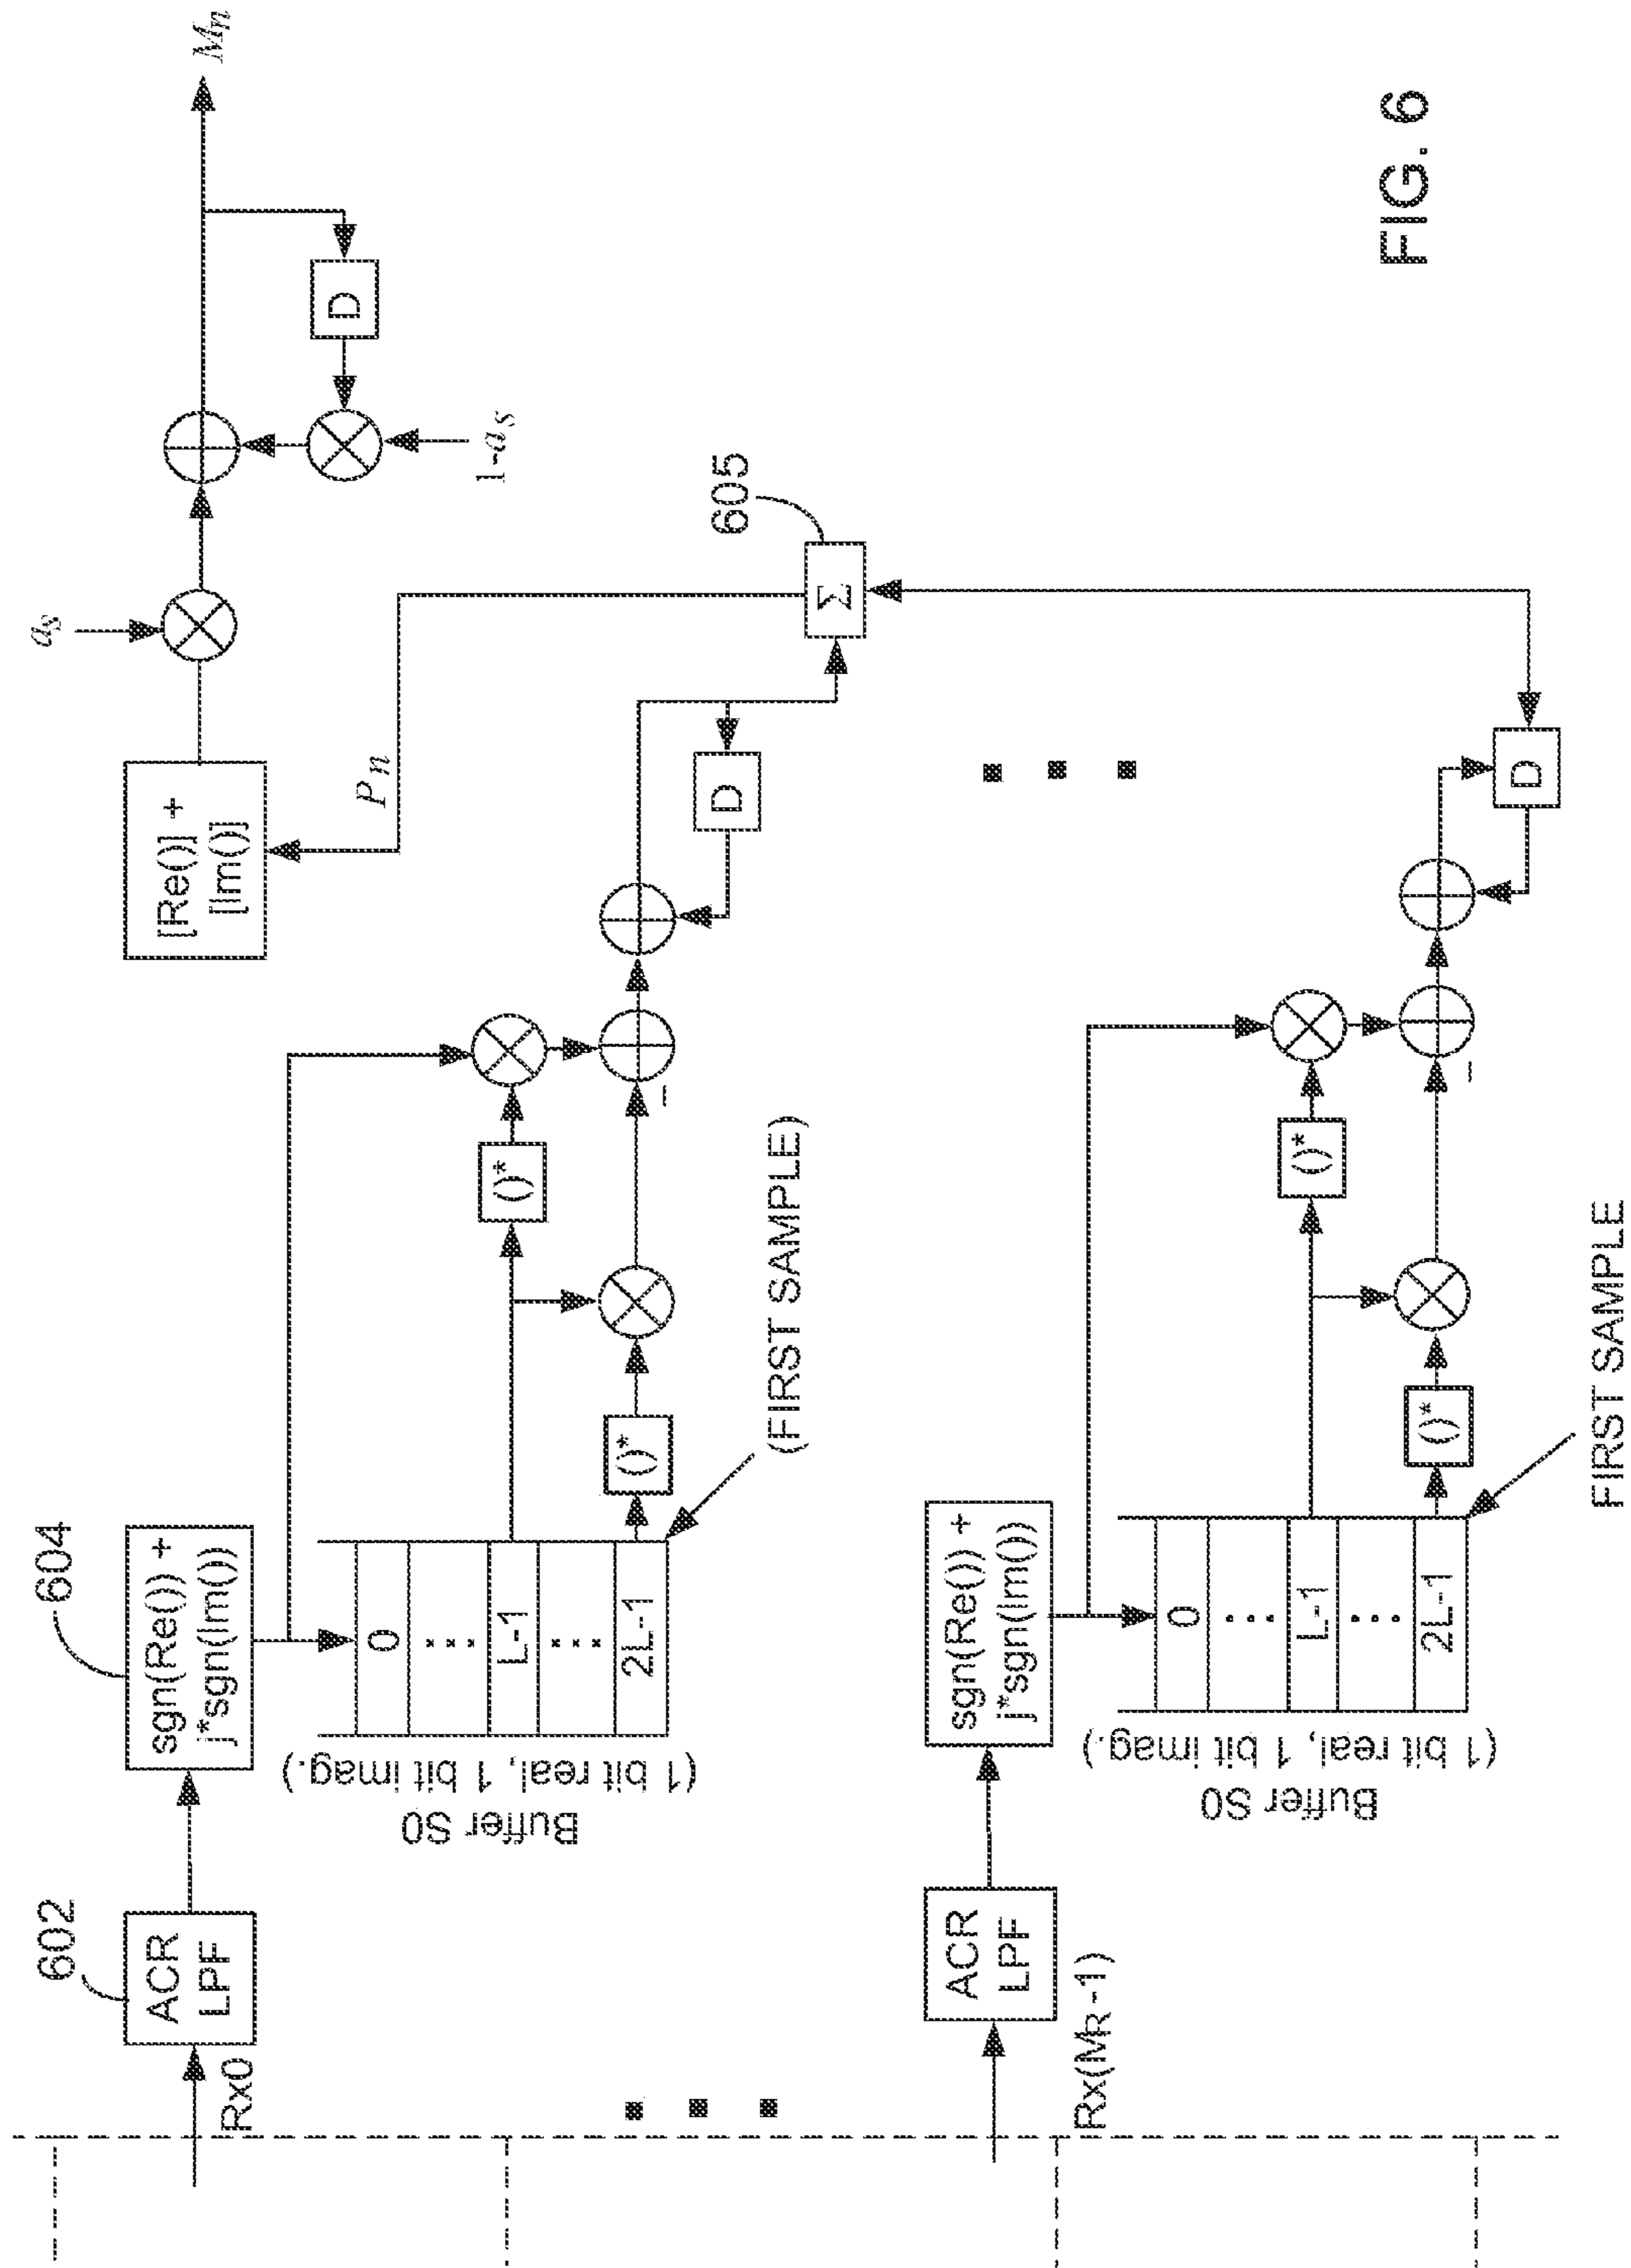 602
ACR
LPF
Rx0
604
sgn(Re()) +
j*sgn(Im())
0
...
L-1
...
2L-1
Buffer S0
(1 bit real, 1 bit imag.)
()*
()*
(FIRST SAMPLE)
−
D
[Re()] +
[Im()]
Pn
as
1-as
D
Mn
605
Σ
ACR
LPF
Rx(MR -1)
sgn(Re()) +
j*sgn(Im())
0
...
L-1
...
2L-1
Buffer S0
(1 bit real, 1 bit imag.)
()*
()*
FIRST SAMPLE
−
D
FIG. 6